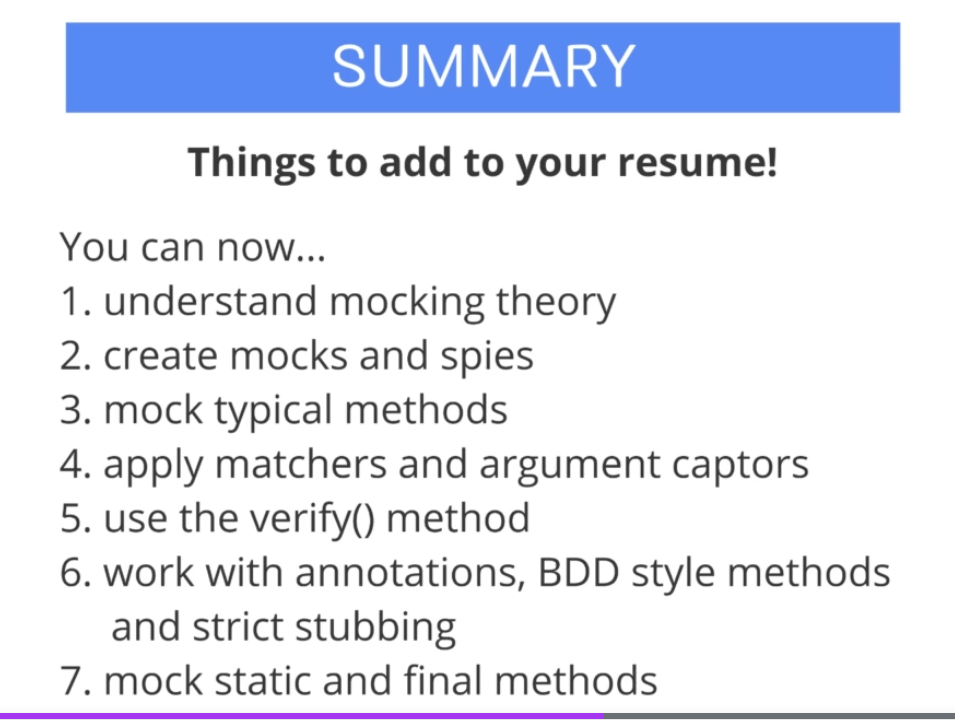 SUMMARY
Things to add to your resume!
You can now...
1. understand mocking theory
2. create mocks and spies
3. mock typical methods
4. apply matchers and argument captors
5. use the verify() method
6. work with annotations, BDD style methods
and strict stubbing
7. mock static and final methods